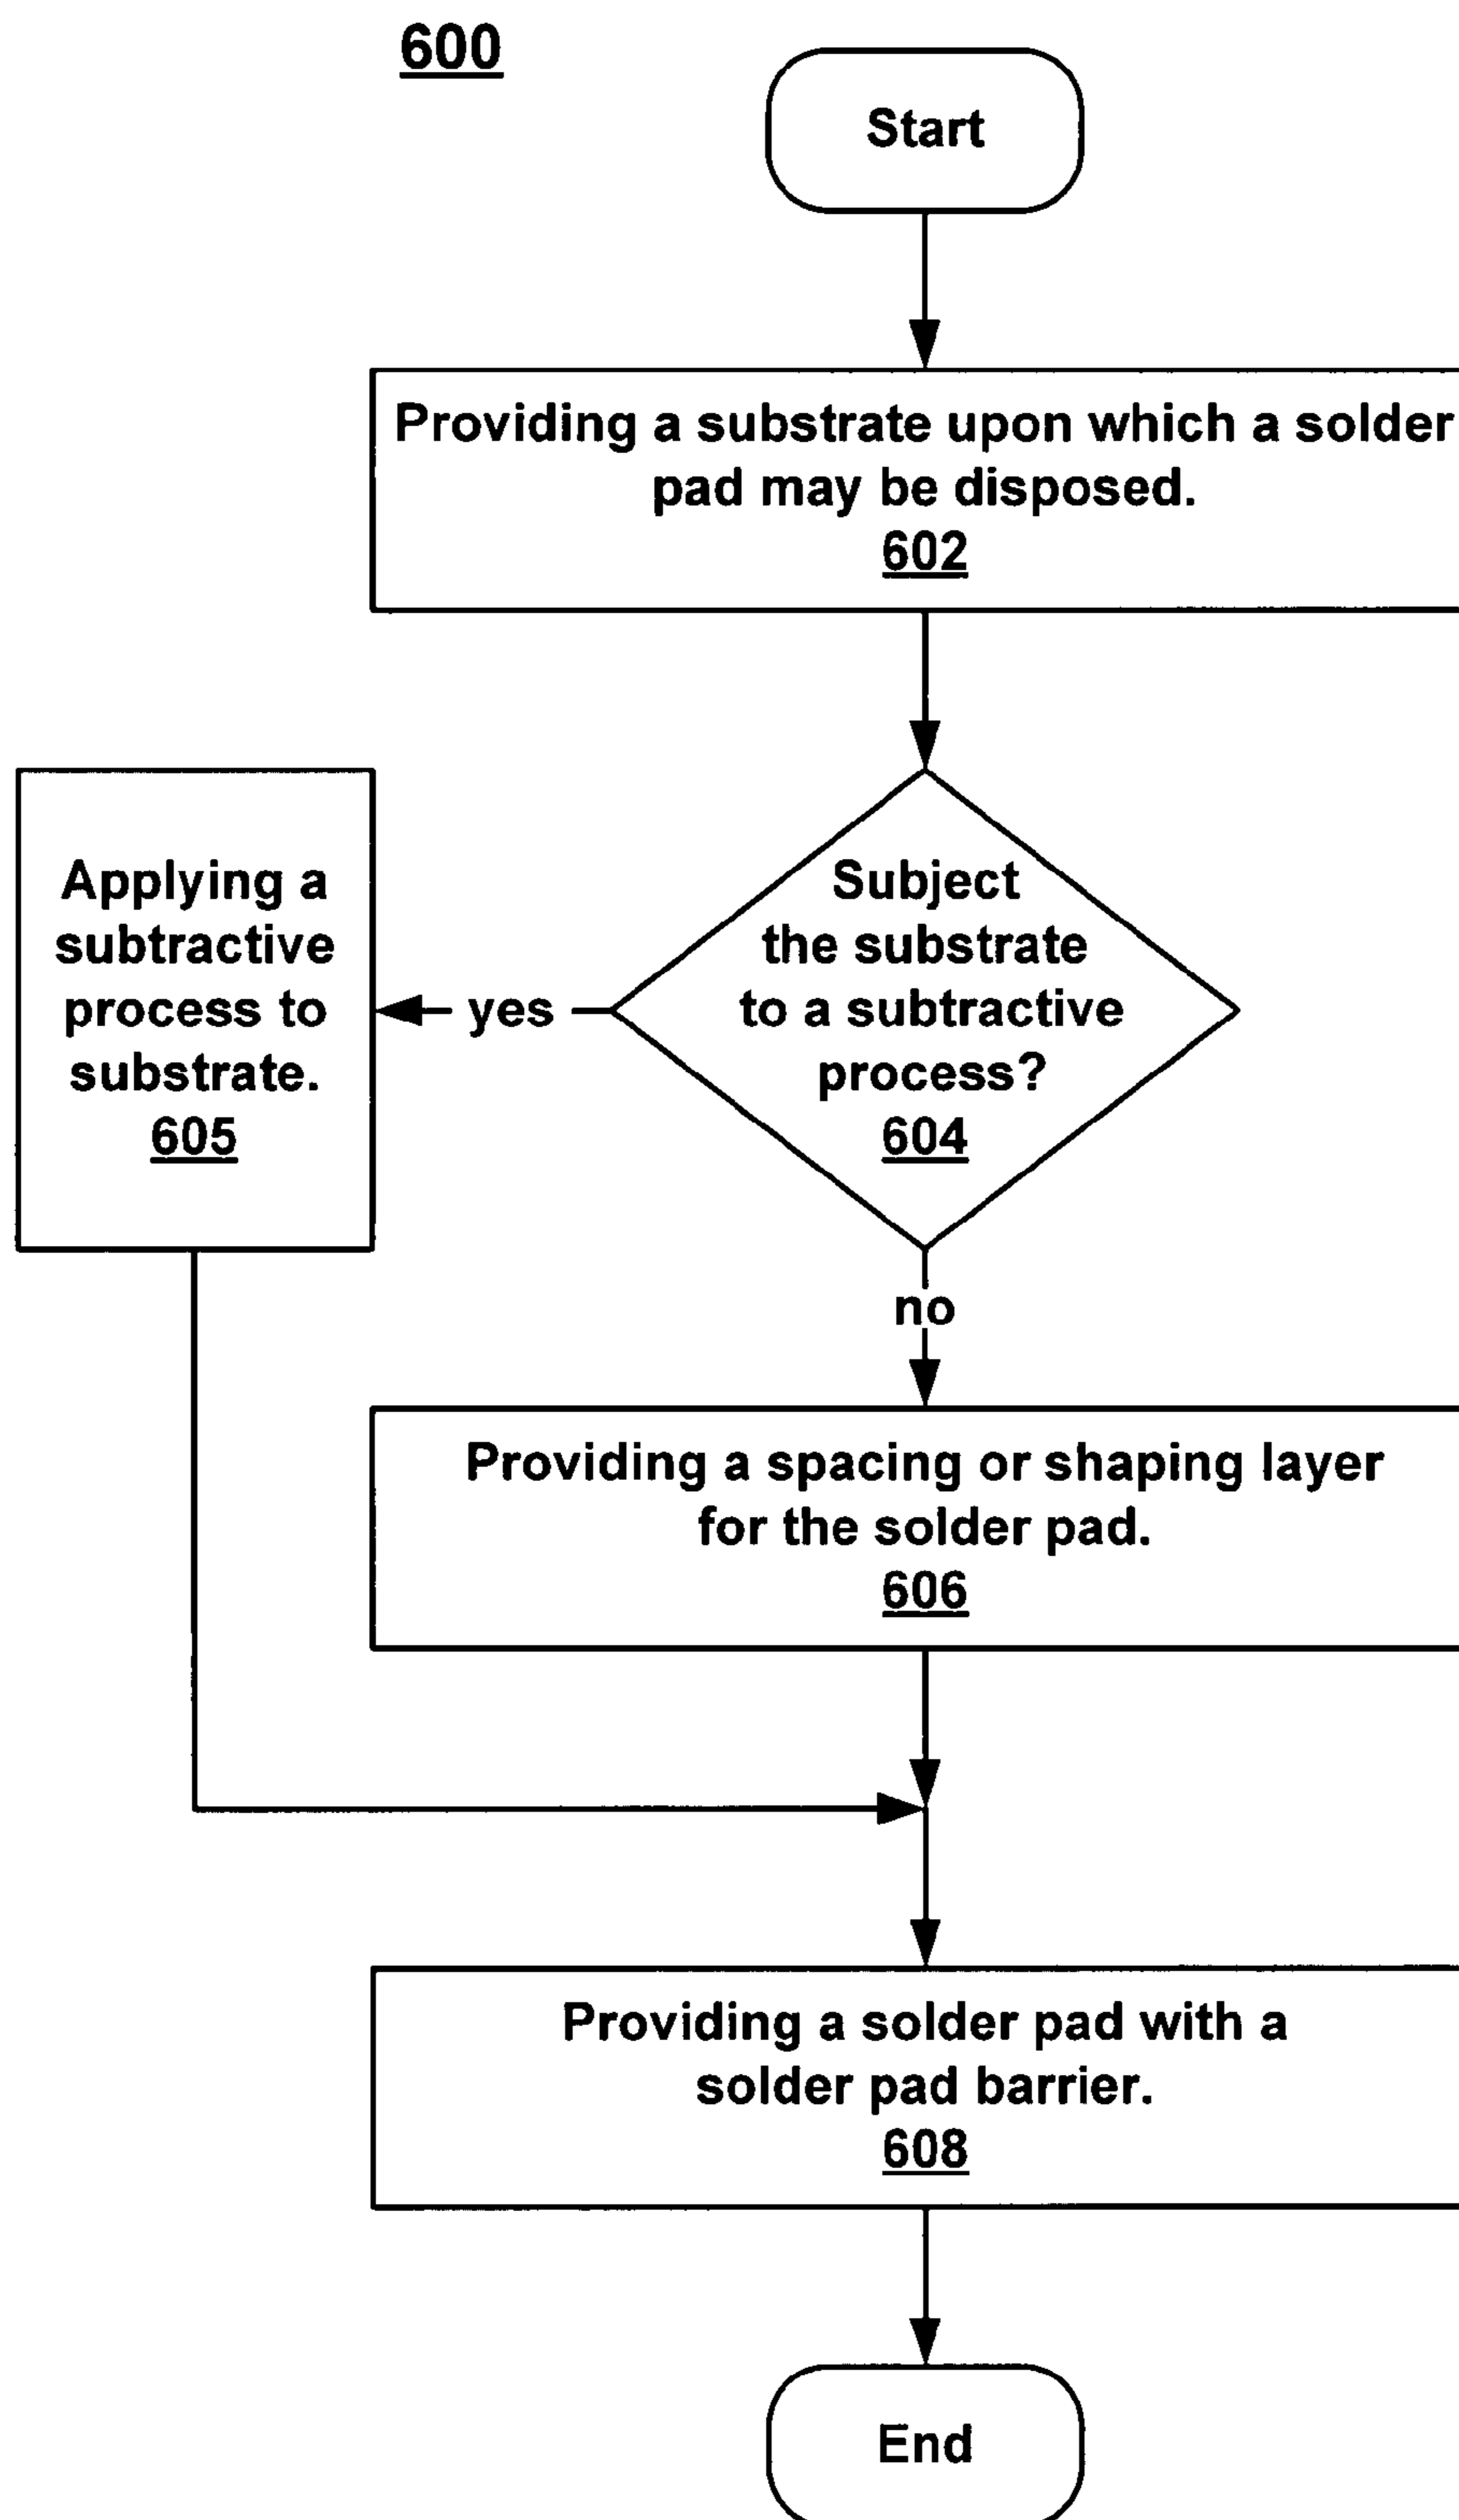 600
Start
Providing a substrate upon which a solder
pad may be disposed.
602
Subject
the substrate
to a subtractive
process?
604
yes
Applying a
subtractive
process to
substrate.
605
no
Providing a spacing or shaping layer
for the solder pad.
606
Providing a solder pad with a
solder pad barrier.
608
End